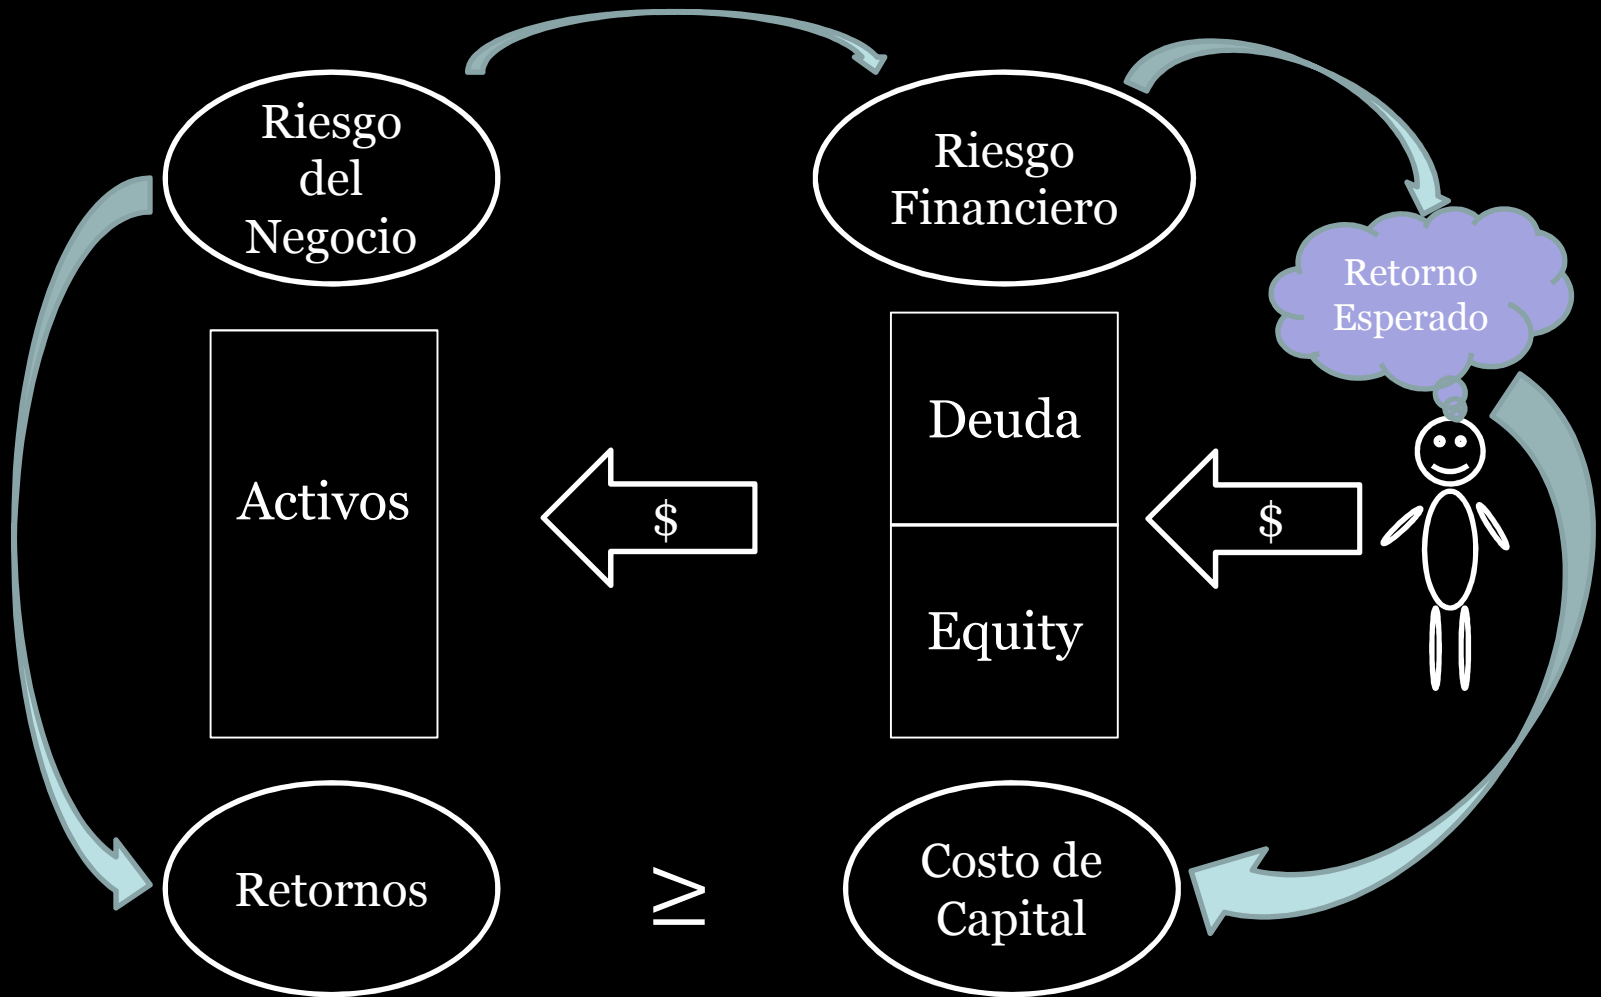 Riesgo
del
Negocio
Riesgo
Financiero
Retorno
Esperado
Activos
$
Deuda
Equity
$
Retornos
≥
Costo de
Capital